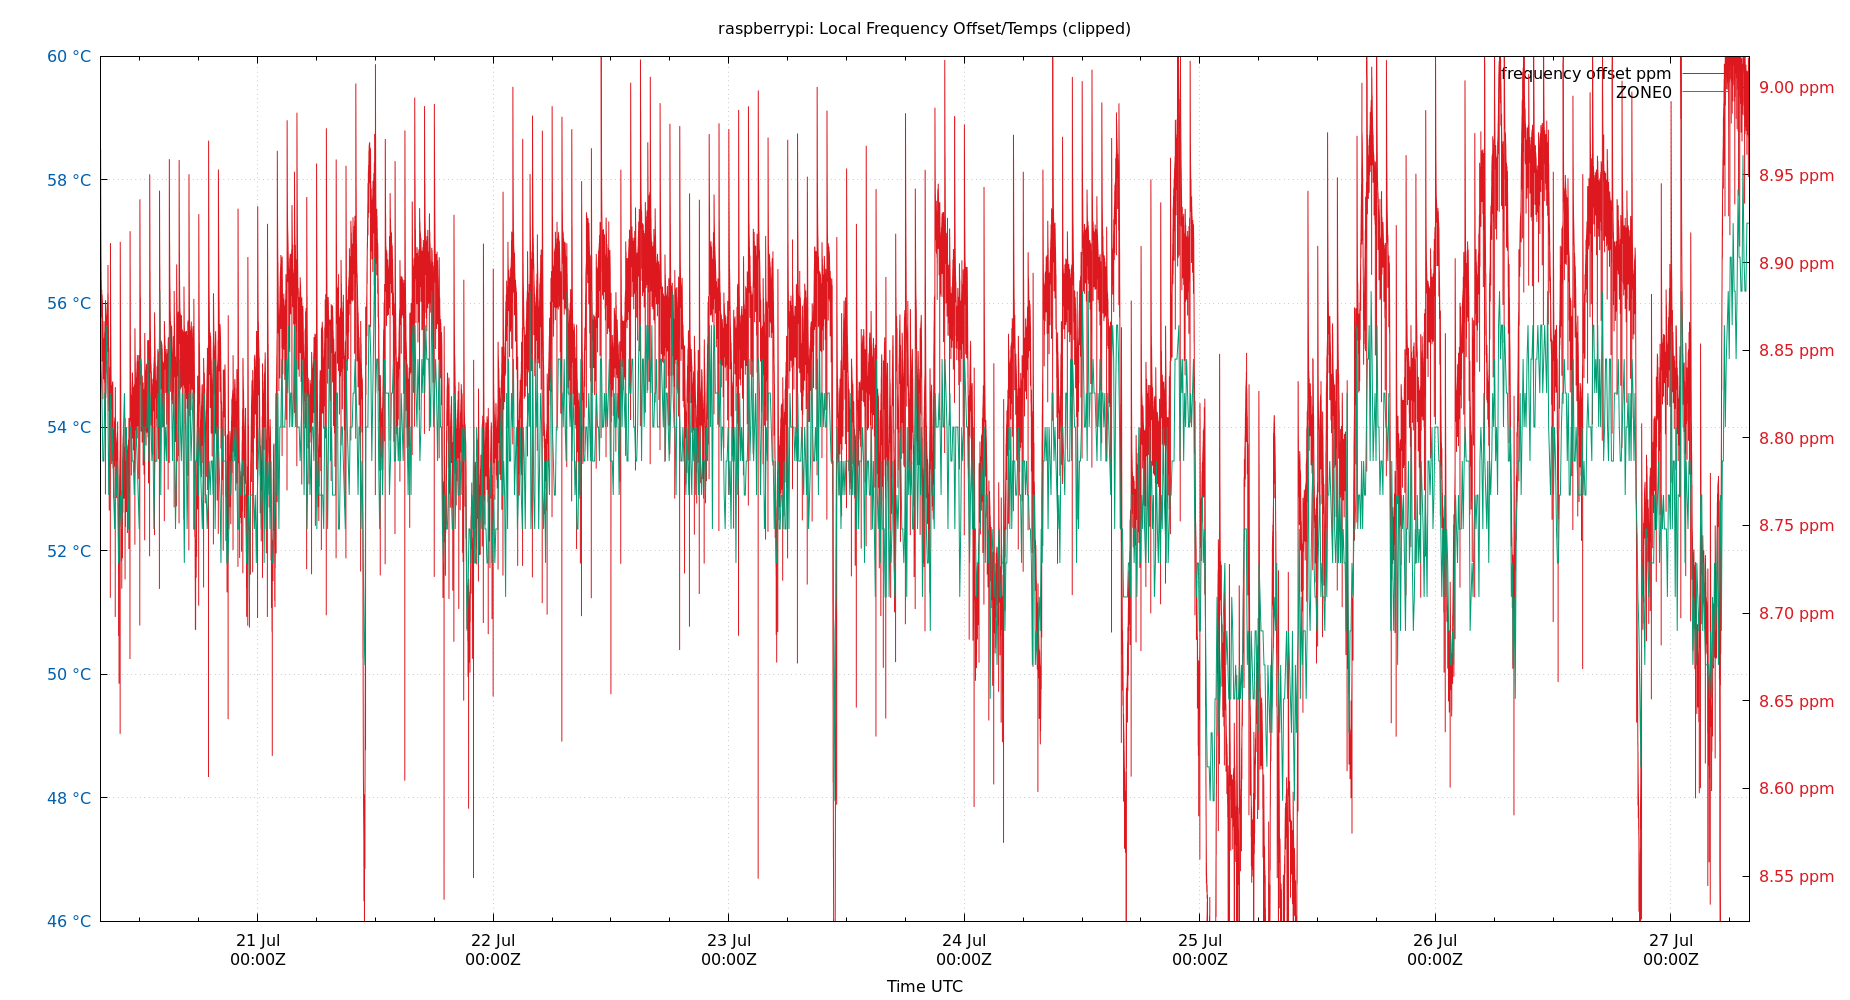 raspberrypi: Local Frequency Offset/Temps (clipped)
60 °C
58 °C
56 °C
54 °C
52 °C
50 °C
48 °C
46 °C
frequency offset ppm
ZONE0
9.00 ppm
8.95 ppm
8.90 ppm
8.85 ppm
8.80 ppm
8.75 ppm
8.70 ppm
8.65 ppm
8.60 ppm
8.55 ppm
21 Jul
00:00Z
22 Jul
00:00Z
23 Jul
00:00Z
24 Jul
00:00Z
25 Jul
00:00Z
26 Jul
00:00Z
27 Jul
00:00Z
Time UTC